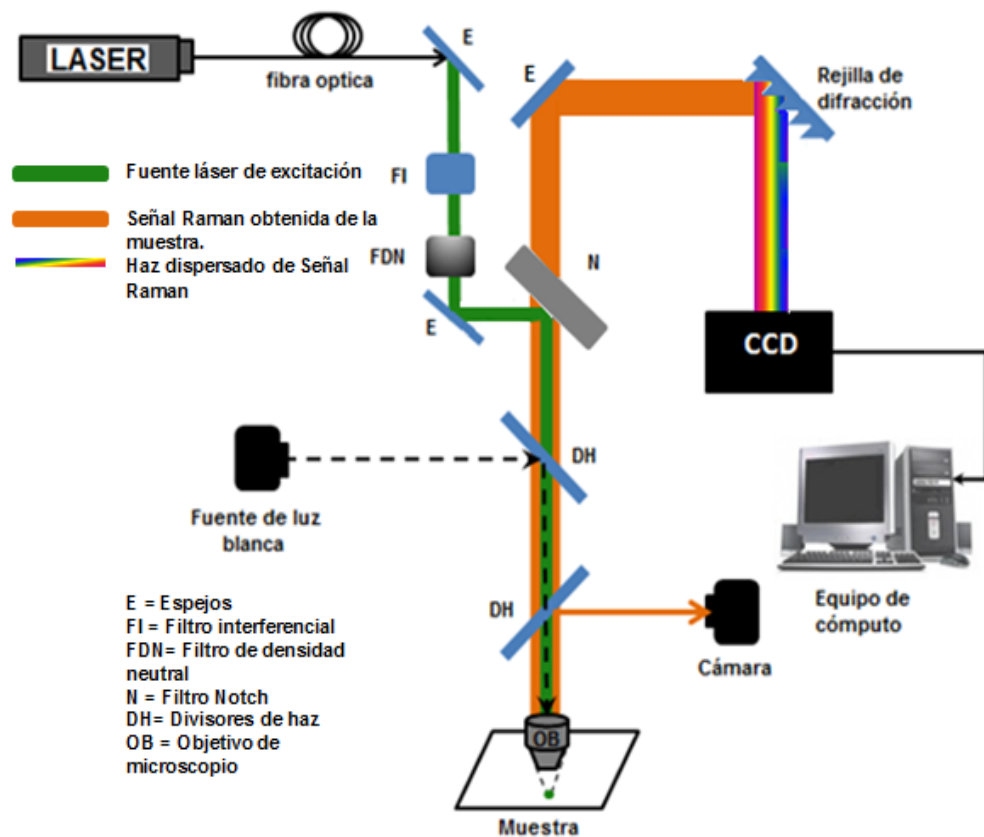 LASER
fibra optica
E
E
Rejilla de
difracción
Fuente láser de excitación
FI
Señal Raman obtenida de la
muestra.
Haz dispersado de Señal
Raman
FDN
N
E
CCD
DH
Fuente de luz
blanca
E = Espejos
FI = Filtro interferencial
FDN= Filtro de densidad
neutral
N = Filtro Notch
DH= Divisores de haz
OB = Objetivo de
microscopio
DH
Cámara
Equipo de
cómputo
OB
Muestra